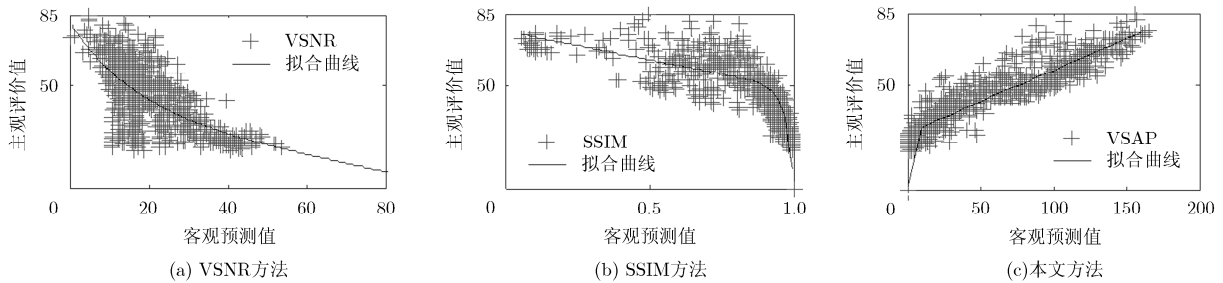 85
50
0
20
40
60
80
主观评价值
客观预测值
VSNR
拟合曲线
(a) VSNR方法
85
50
0
0.5
1.0
主观评价值
客观预测值
SSIM
拟合曲线
(b) SSIM方法
85
50
0
50
100
150
200
主观评价值
客观预测值
VSAP
拟合曲线
(c)本文方法